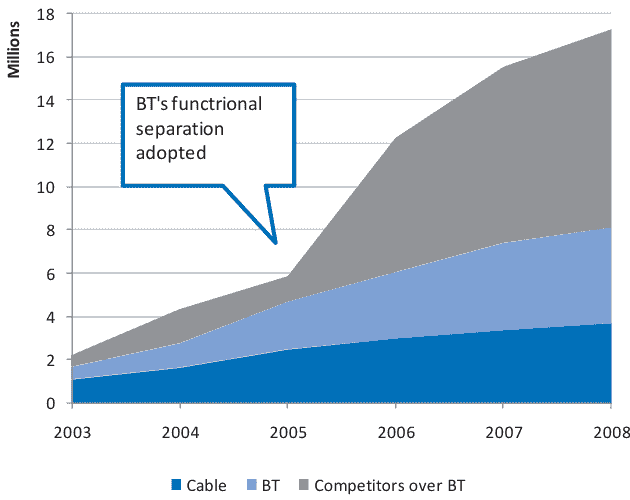 18
Millions
16
14
12
10
8
6
4
2
0
BT's functrional
separation
adopted
2003 2004 2005 2006 2007 2008
Cable BT Competitors over BT